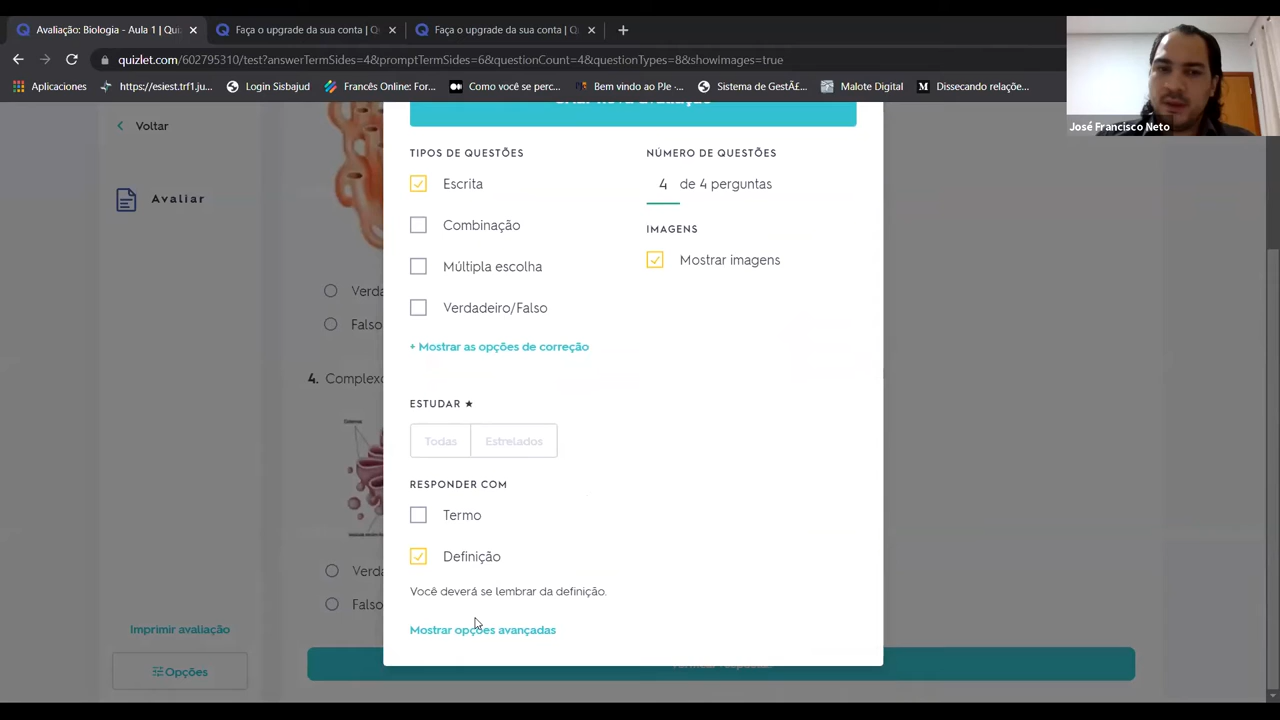 Avaliação: Biologia - Aula 1 | Qui
Faça o upgrade da sua conta | Q
Faça o upgrade da sua conta | Q
quizlet.com/602795310/test?answerTermSides=4&promptTermSides=6&questionCount=4&questionTypes=8&showImages=true
Aplicaciones
https://esiest.trf1.ju...
Login Sisbajud
Francês Online: For...
Como você se perc...
Bem vindo ao PJe -...
Sistema de GestÃ£...
Malote Digital
Dissecando relaçõe...
José Francisco Neto
Voltar
Avaliar
TIPOS DE QUESTÕES
Escrita
Combinação
Múltipla escolha
Verdadeiro/Falso
+ Mostrar as opções de correção
NÚMERO DE QUESTÕES
4 de 4 perguntas
IMAGENS
Mostrar imagens
ESTUDAR ★
Todas
Estrelados
RESPONDER COM
Termo
Definição
Você deverá se lembrar da definição.
Mostrar opções avançadas
Verda
Falso
4. Complexo
Verda
Falso
Imprimir avaliação
Opções